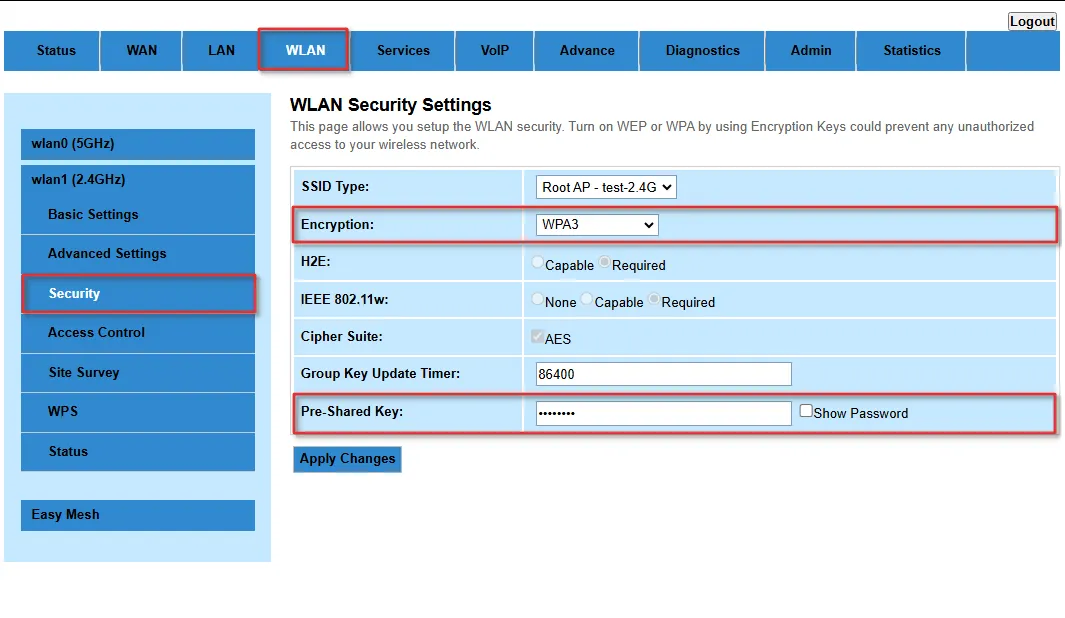 Logout
Status WAN LAN WLAN Services VoIP Advance Diagnostics Admin Statistics
wlan0 (5GHz)
wlan1 (2.4GHz)
Basic Settings
Advanced Settings
Security
Access Control
Site Survey
WPS
Status
Easy Mesh
WLAN Security Settings
This page allows you setup the WLAN security. Turn on WEP or WPA by using Encryption Keys could prevent any unauthorized
access to your wireless network.
SSID Type: Root AP - test-2.4G
Encryption: WPA3
H2E: Capable Required
IEEE 802.11w: None Capable Required
Cipher Suite: AES
Group Key Update Timer: 86400
Pre-Shared Key: •••••••• Show Password
Apply Changes